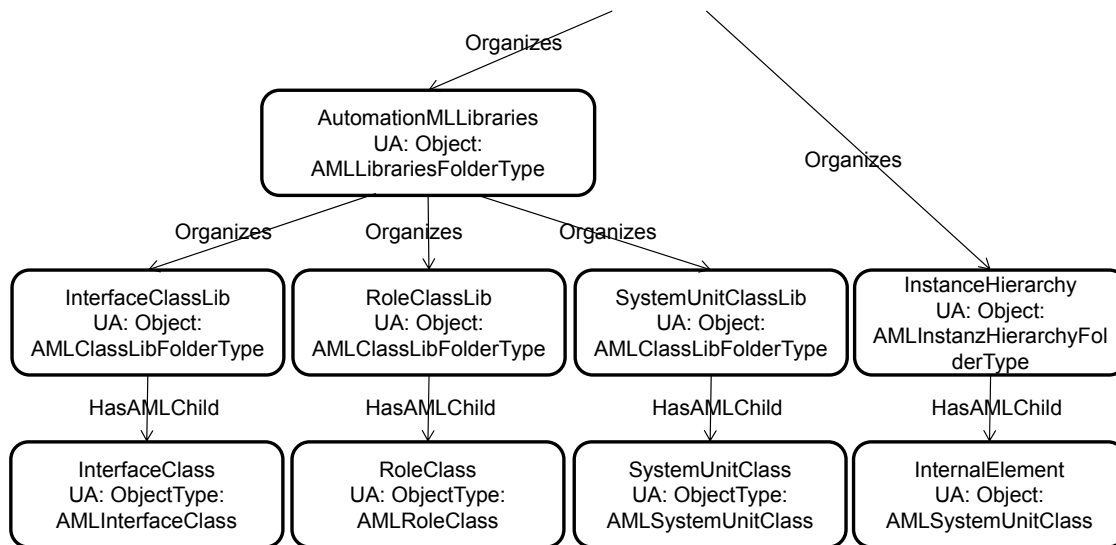 Organizes
AutomationMLLibraries
UA: Object:
AMLLibrariesFolderType
Organizes
Organizes
Organizes
Organizes
InterfaceClassLib
UA: Object:
AMLClassLibFolderType
RoleClassLib
UA: Object:
AMLClassLibFolderType
SystemUnitClassLib
UA: Object:
AMLClassLibFolderType
InstanceHierarchy
UA: Object:
AMLInstanzHierarchyFol
derType
HasAMLChild
HasAMLChild
HasAMLChild
HasAMLChild
InterfaceClass
UA: ObjectType:
AMLInterfaceClass
RoleClass
UA: ObjectType:
AMLRoleClass
SystemUnitClass
UA: ObjectType:
AMLSystemUnitClass
InternalElement
UA: Object:
AMLSystemUnitClass